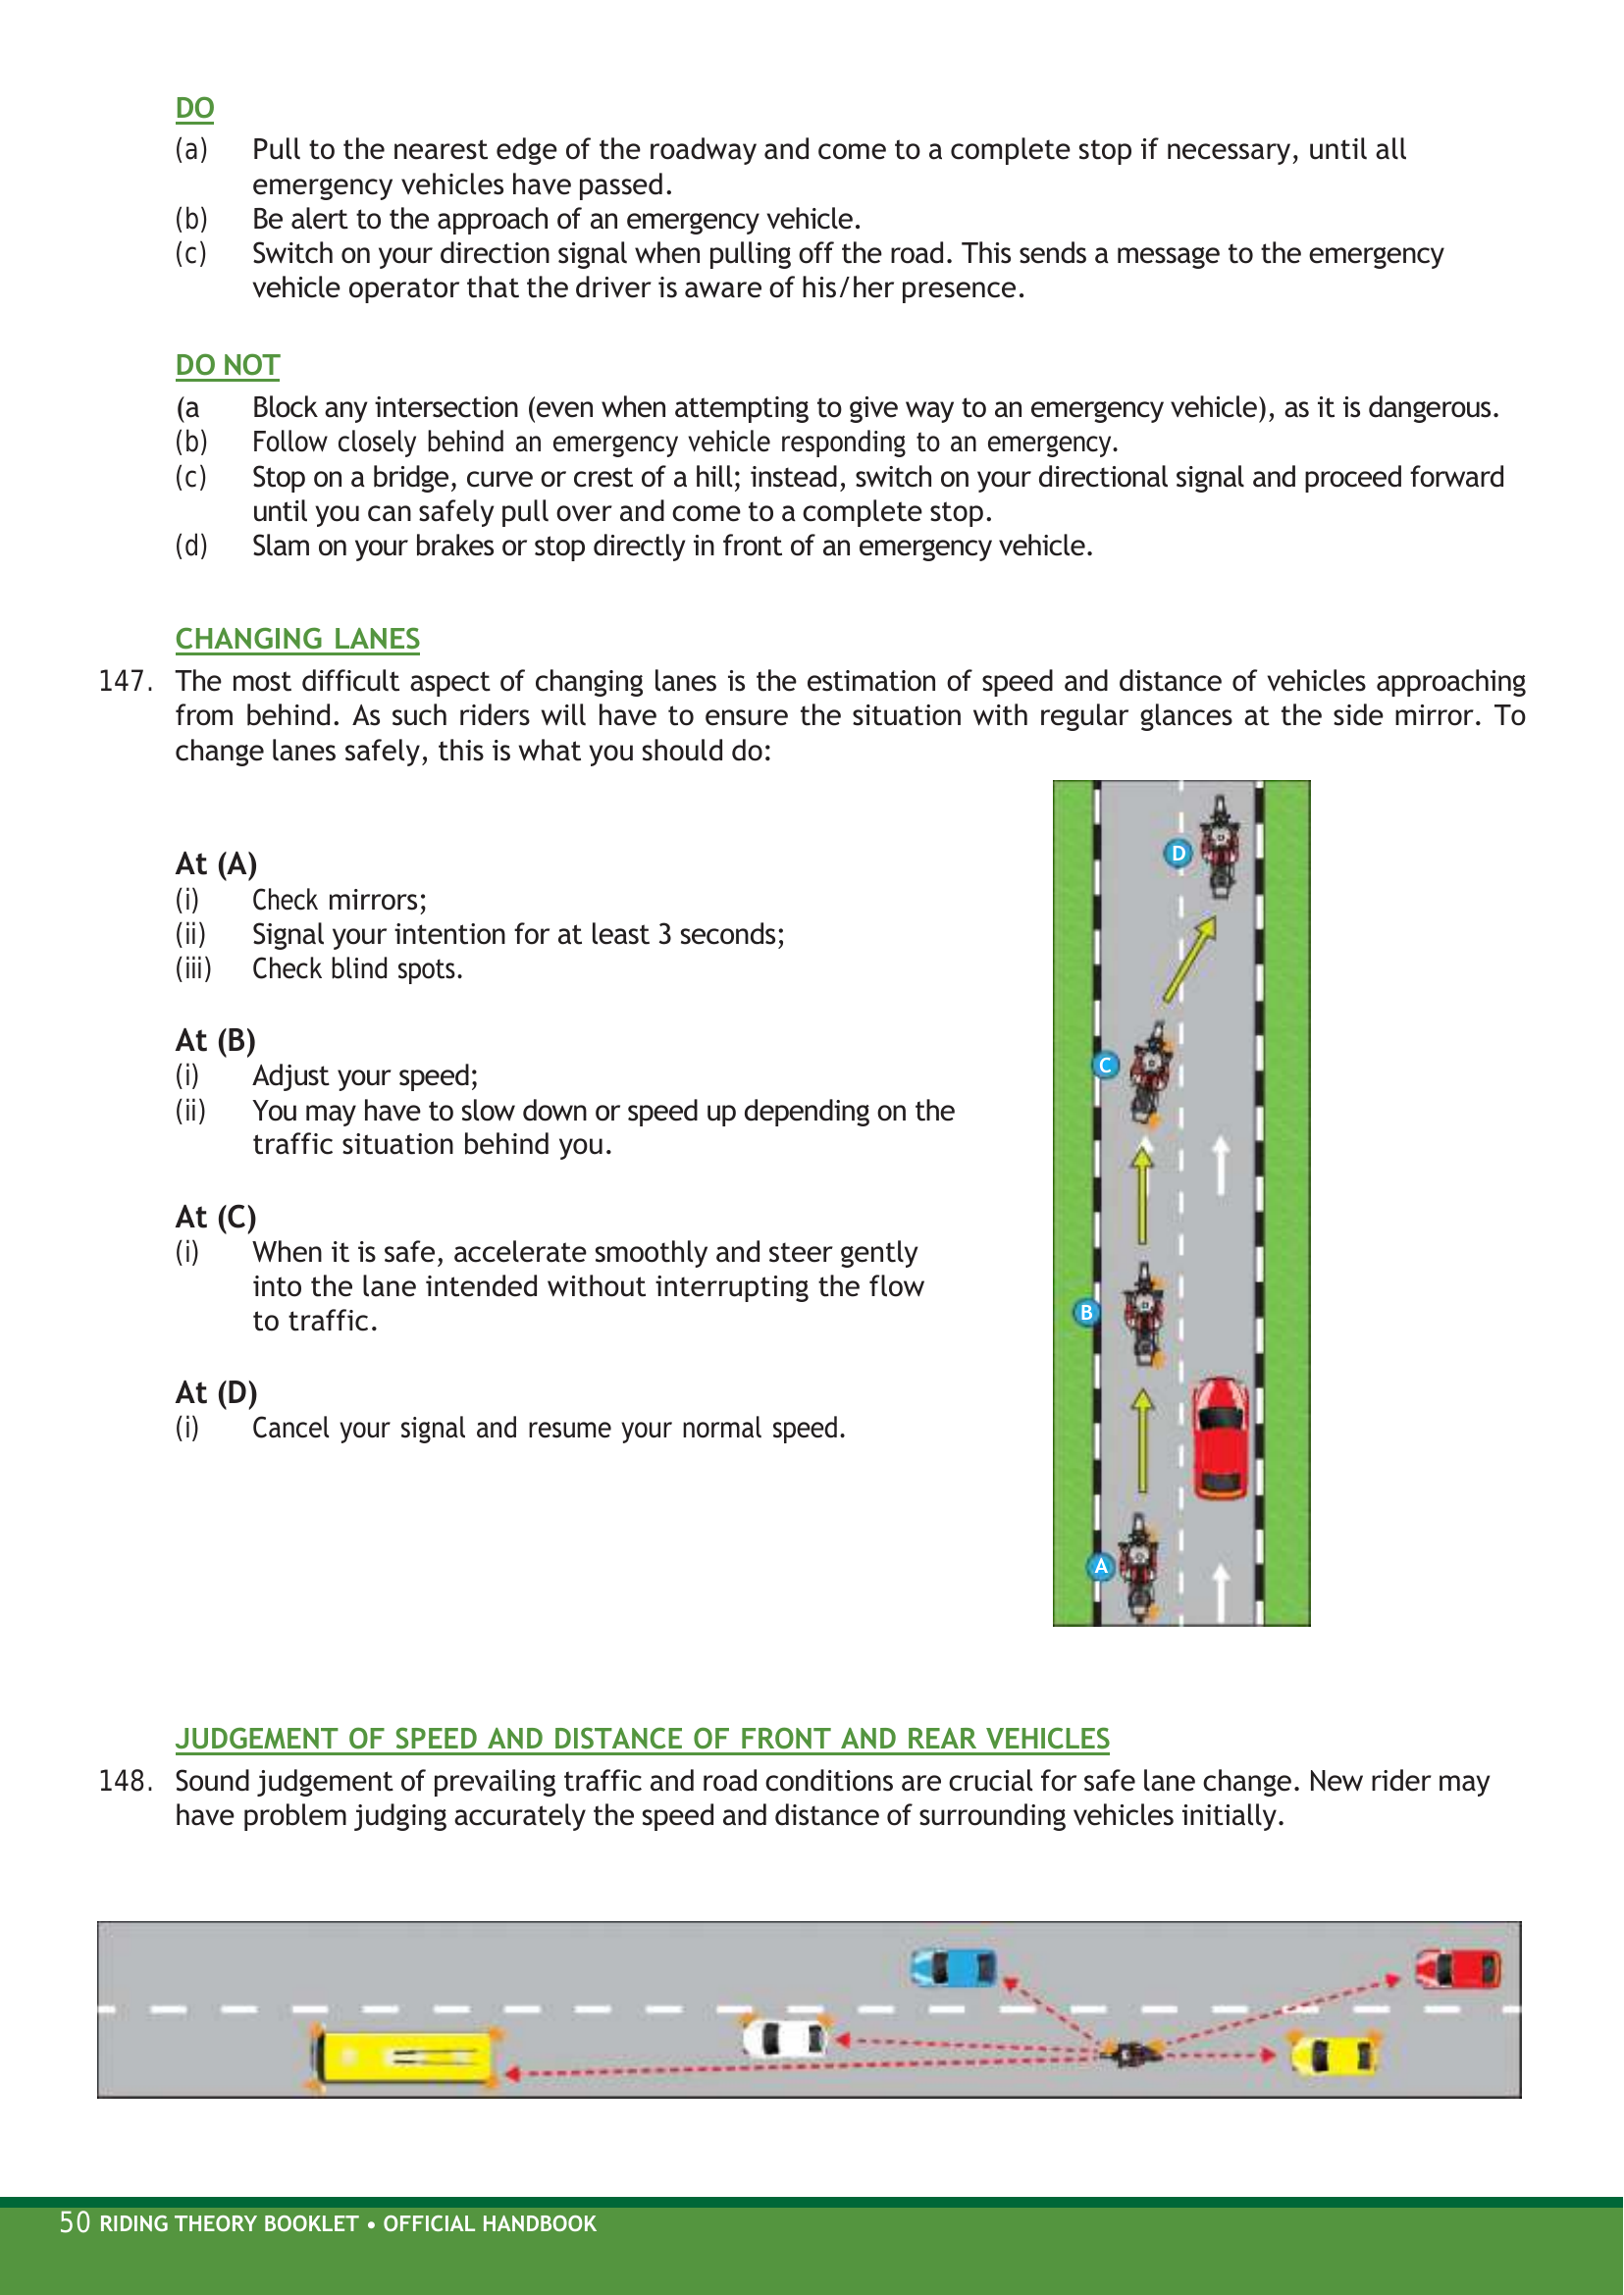 DO
(a) Pull to the nearest edge of the roadway and come to a complete stop if necessary, until all
emergency vehicles have passed.
(b) Be alert to the approach of an emergency vehicle.
(c) Switch on your direction signal when pulling off the road. This sends a message to the emergency
vehicle operator that the driver is aware of his/her presence.
DO NOT
(a Block any intersection (even when attempting to give way to an emergency vehicle), as it is dangerous.
(b) Follow closely behind an emergency vehicle responding to an emergency.
(c) Stop on a bridge, curve or crest of a hill; instead, switch on your directional signal and proceed forward
until you can safely pull over and come to a complete stop.
(d) Slam on your brakes or stop directly in front of an emergency vehicle.
CHANGING LANES
147. The most difficult aspect of changing lanes is the estimation of speed and distance of vehicles approaching
from behind. As such riders will have to ensure the situation with regular glances at the side mirror. To
change lanes safely, this is what you should do:
At (A)
(i) Check mirrors;
(ii) Signal your intention for at least 3 seconds;
(iii) Check blind spots.
At (B)
(i) Adjust your speed;
(ii) You may have to slow down or speed up depending on the
traffic situation behind you.
At (C)
(i) When it is safe, accelerate smoothly and steer gently
into the lane intended without interrupting the flow
to traffic.
At (D)
(i) Cancel your signal and resume your normal speed.
D
C
B
A
JUDGEMENT OF SPEED AND DISTANCE OF FRONT AND REAR VEHICLES
148. Sound judgement of prevailing traffic and road conditions are crucial for safe lane change. New rider may
have problem judging accurately the speed and distance of surrounding vehicles initially.
50 RIDING THEORY BOOKLET • OFFICIAL HANDBOOK